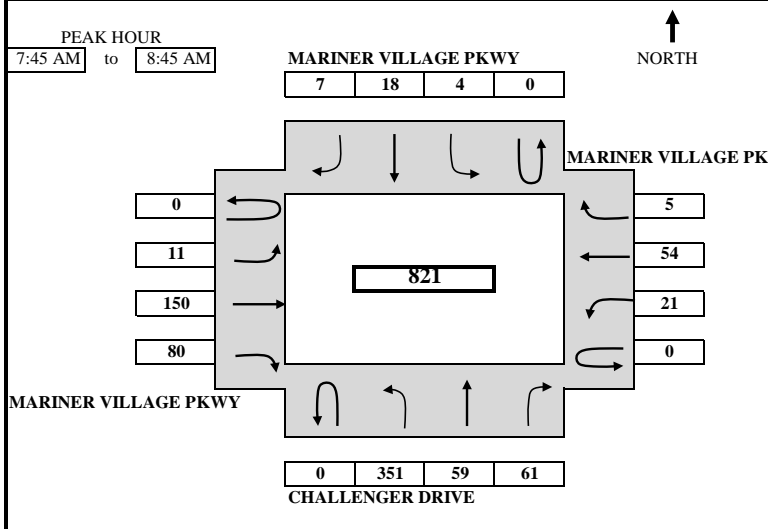 PEAK HOUR
7:45 AM to 8:45 AM
MARINER VILLAGE PKWY
NORTH
7 18 4 0
MARINER VILLAGE PK
0 5
11 54
821
150 21
80 0
MARINER VILLAGE PKWY
0 351 59 61
CHALLENGER DRIVE